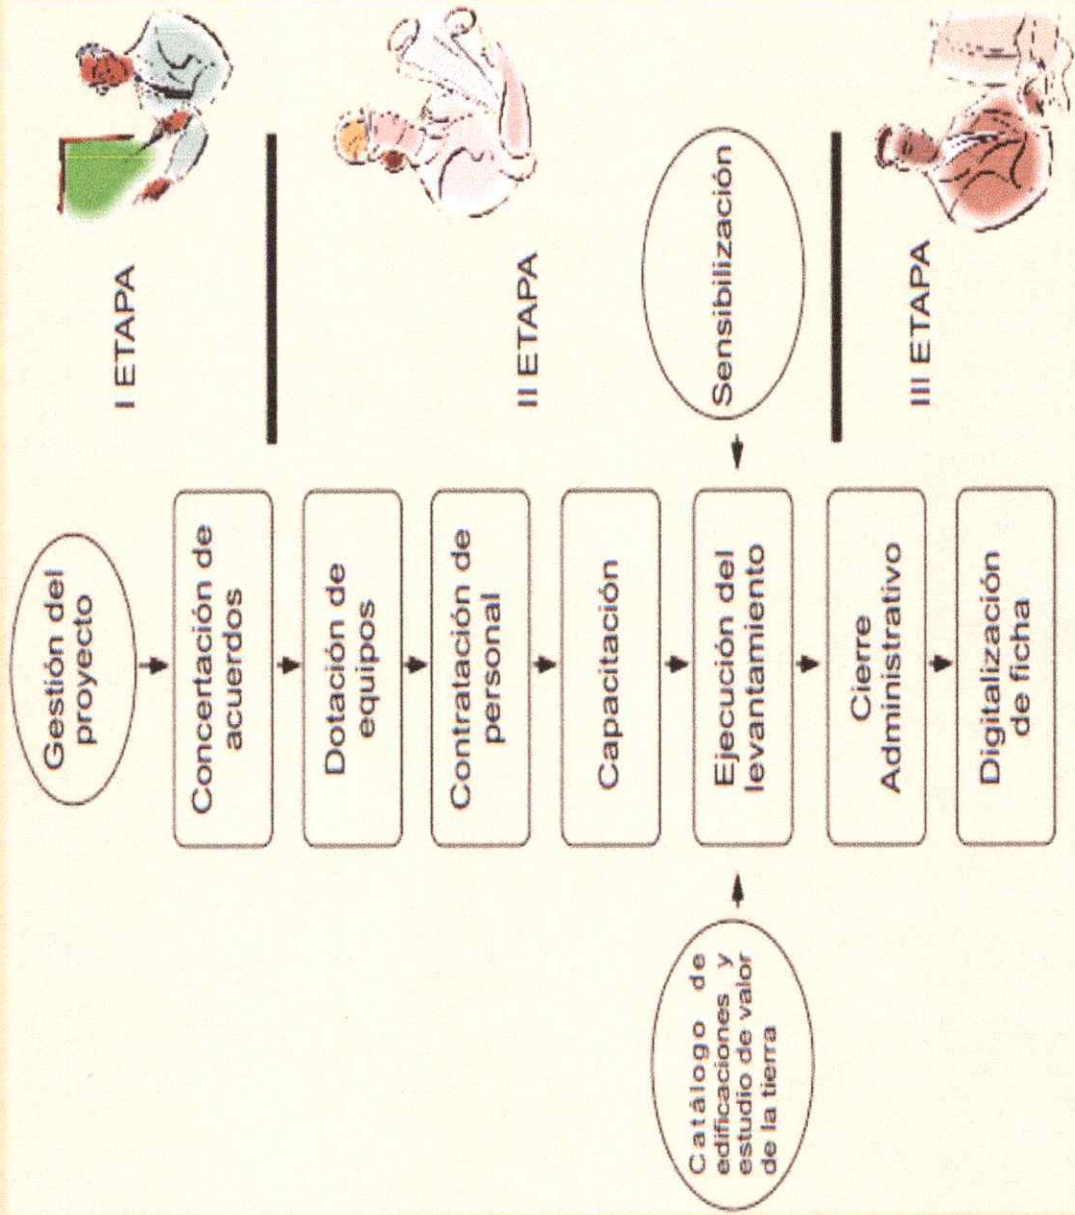 Gestión del
proyecto
Concertación de
acuerdos
I ETAPA
Dotación de
equipos
Contratación de
personal
Capacitación
II ETAPA
Catálogo de
edificaciones y
estudio de valor
de la tierra
Ejecución del
levantamiento
Sensibilización
Cierre
Administrativo
Digitalización
de ficha
III ETAPA